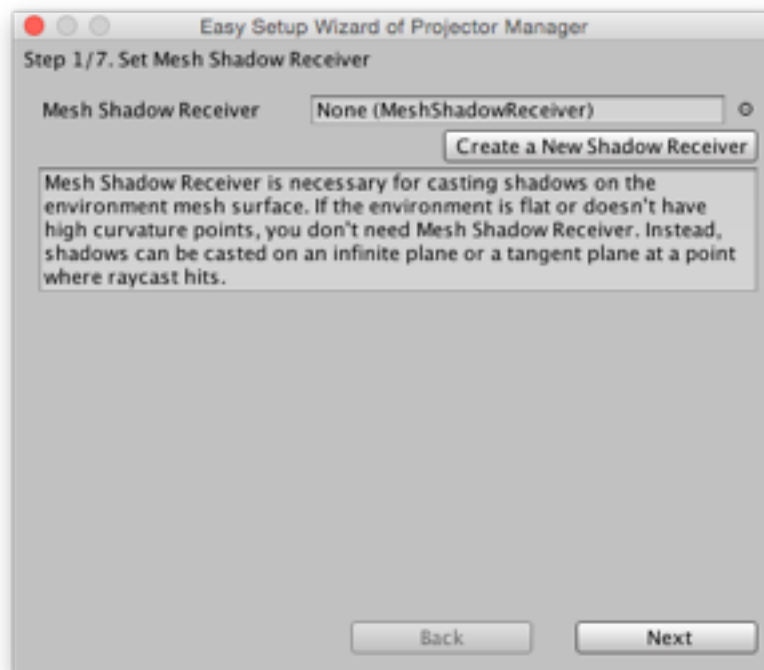 Easy Setup Wizard of Projector Manager
Step 1/7. Set Mesh Shadow Receiver
Mesh Shadow Receiver None (MeshShadowReceiver)
Create a New Shadow Receiver
Mesh Shadow Receiver is necessary for casting shadows on the
environment mesh surface. If the environment is flat or doesn't have
high curvature points, you don't need Mesh Shadow Receiver. Instead,
shadows can be casted on an infinite plane or a tangent plane at a point
where raycast hits.
Back Next